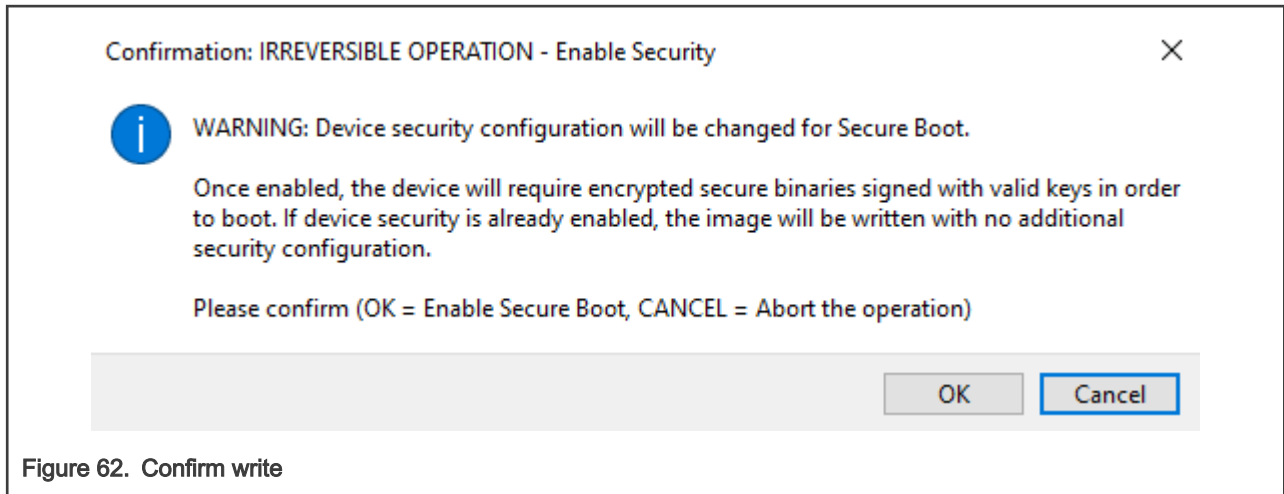 Confirmation: IRREVERSIBLE OPERATION - Enable Security
WARNING: Device security configuration will be changed for Secure Boot.
Once enabled, the device will require encrypted secure binaries signed with valid keys in order
to boot. If device security is already enabled, the image will be written with no additional
security configuration.
Please confirm (OK = Enable Secure Boot, CANCEL = Abort the operation)
OK Cancel
Figure 62. Confirm write